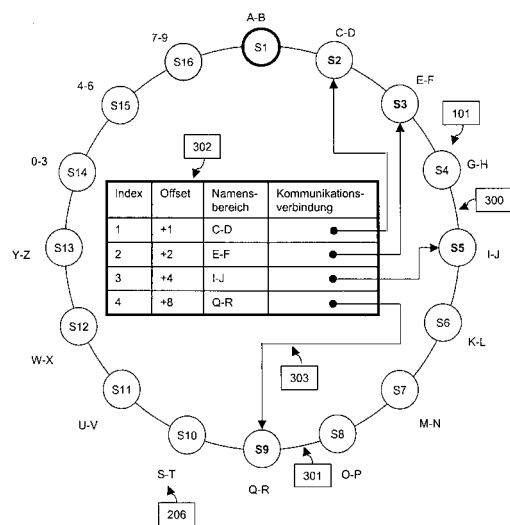 A-B
7-9
C-D
S1
S16
S2
4-6
E-F
S15
S3
101
0-3
302
S14
S4
G-H
Index Offset Namens-bereich Kommunikations-verbindung
300
1 +1 C-D
2 +2 E-F
Y-Z
S13
S5
I-J
3 +4 I-J
4 +8 Q-R
S12
S6
W-X
K-L
303
S11
S7
U-V
M-N
S10
S9
S8
S-T
301
O-P
Q-R
206